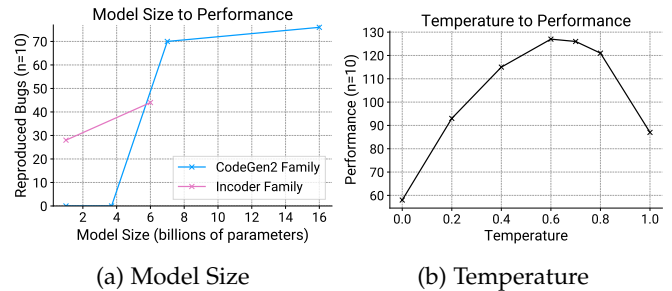 Model Size to Performance
Reproduced Bugs (n=10)
70
60
50
40
30
20
10
0
2 4 6 8 10 12 14 16
Model Size (billions of parameters)
CodeGen2 Family
Incoder Family
(a) Model Size
Temperature to Performance
Performance (n=10)
130
120
110
100
90
80
70
60
0.0 0.2 0.4 0.6 0.8 1.0
Temperature
(b) Temperature